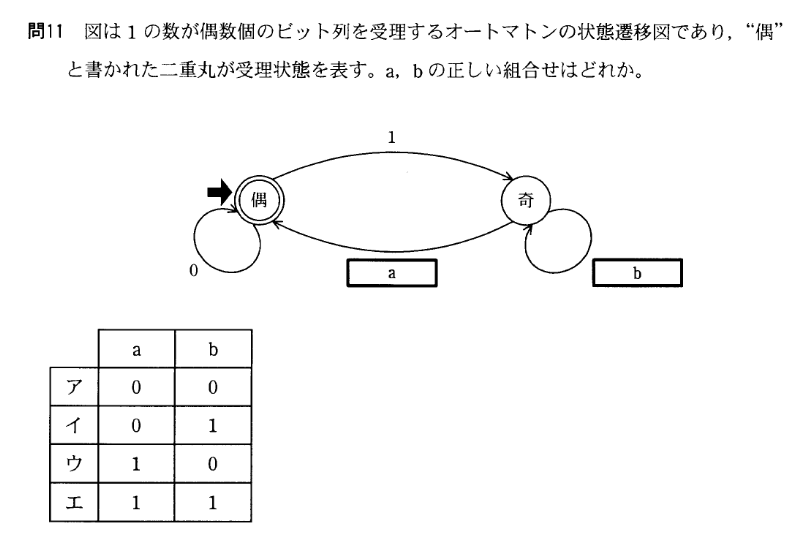 問11 図は1の数が偶数個のビット列を受理するオートマトンの状態遷移図であり，“偶”
と書かれた二重丸が受理状態を表す。a，bの正しい組合せはどれか。
1
偶
奇
0
a
b
a b
ア 0 0
イ 0 1
ウ 1 0
エ 1 1